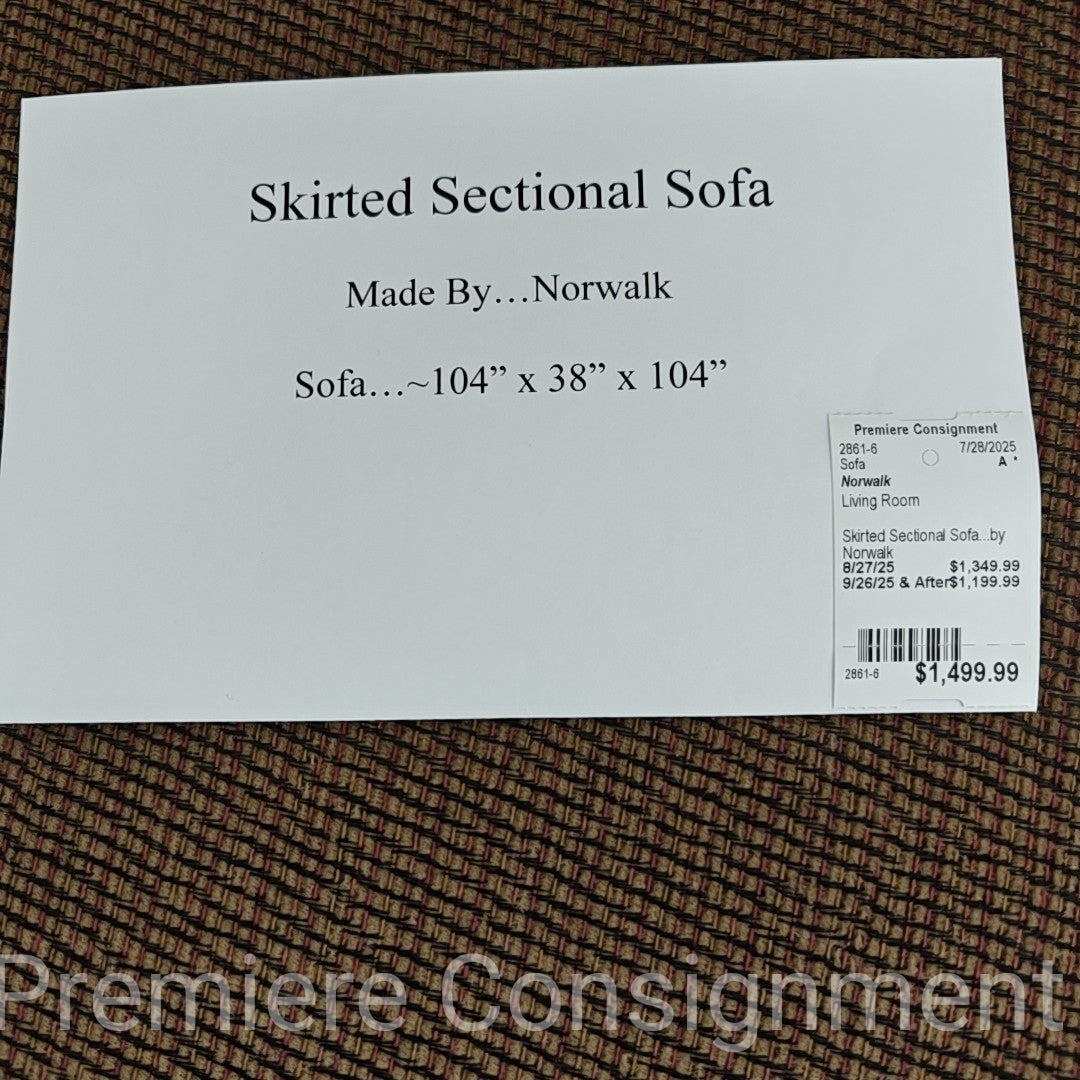 Skirted Sectional Sofa
Made By…Norwalk
Sofa…~104” x 38” x 104”
Premiere Consignment
2861-6 7/28/2025
Sofa A *
Norwalk
Living Room
Skirted Sectional Sofa...by
Norwalk
8/27/25 $1,349.99
9/26/25 & After$1,199.99
2861-6 $1,499.99
Premiere Consignment